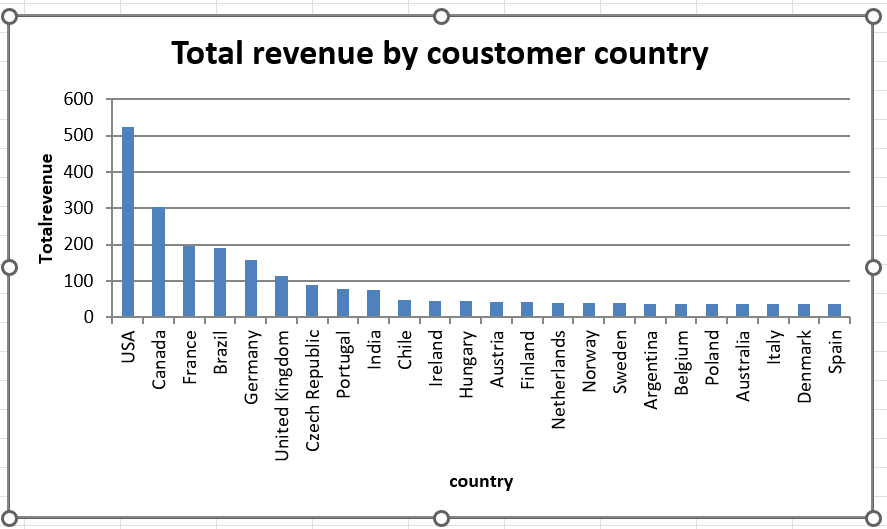 Total revenue by coustomer country
600
500
400
300
200
100
0
Totalrevenue
USA
Canada
France
Brazil
Germany
United Kingdom
Czech Republic
Portugal
India
Chile
Ireland
Hungary
Austria
Finland
Netherlands
Norway
Sweden
Argentina
Belgium
Poland
Australia
Italy
Denmark
Spain
country